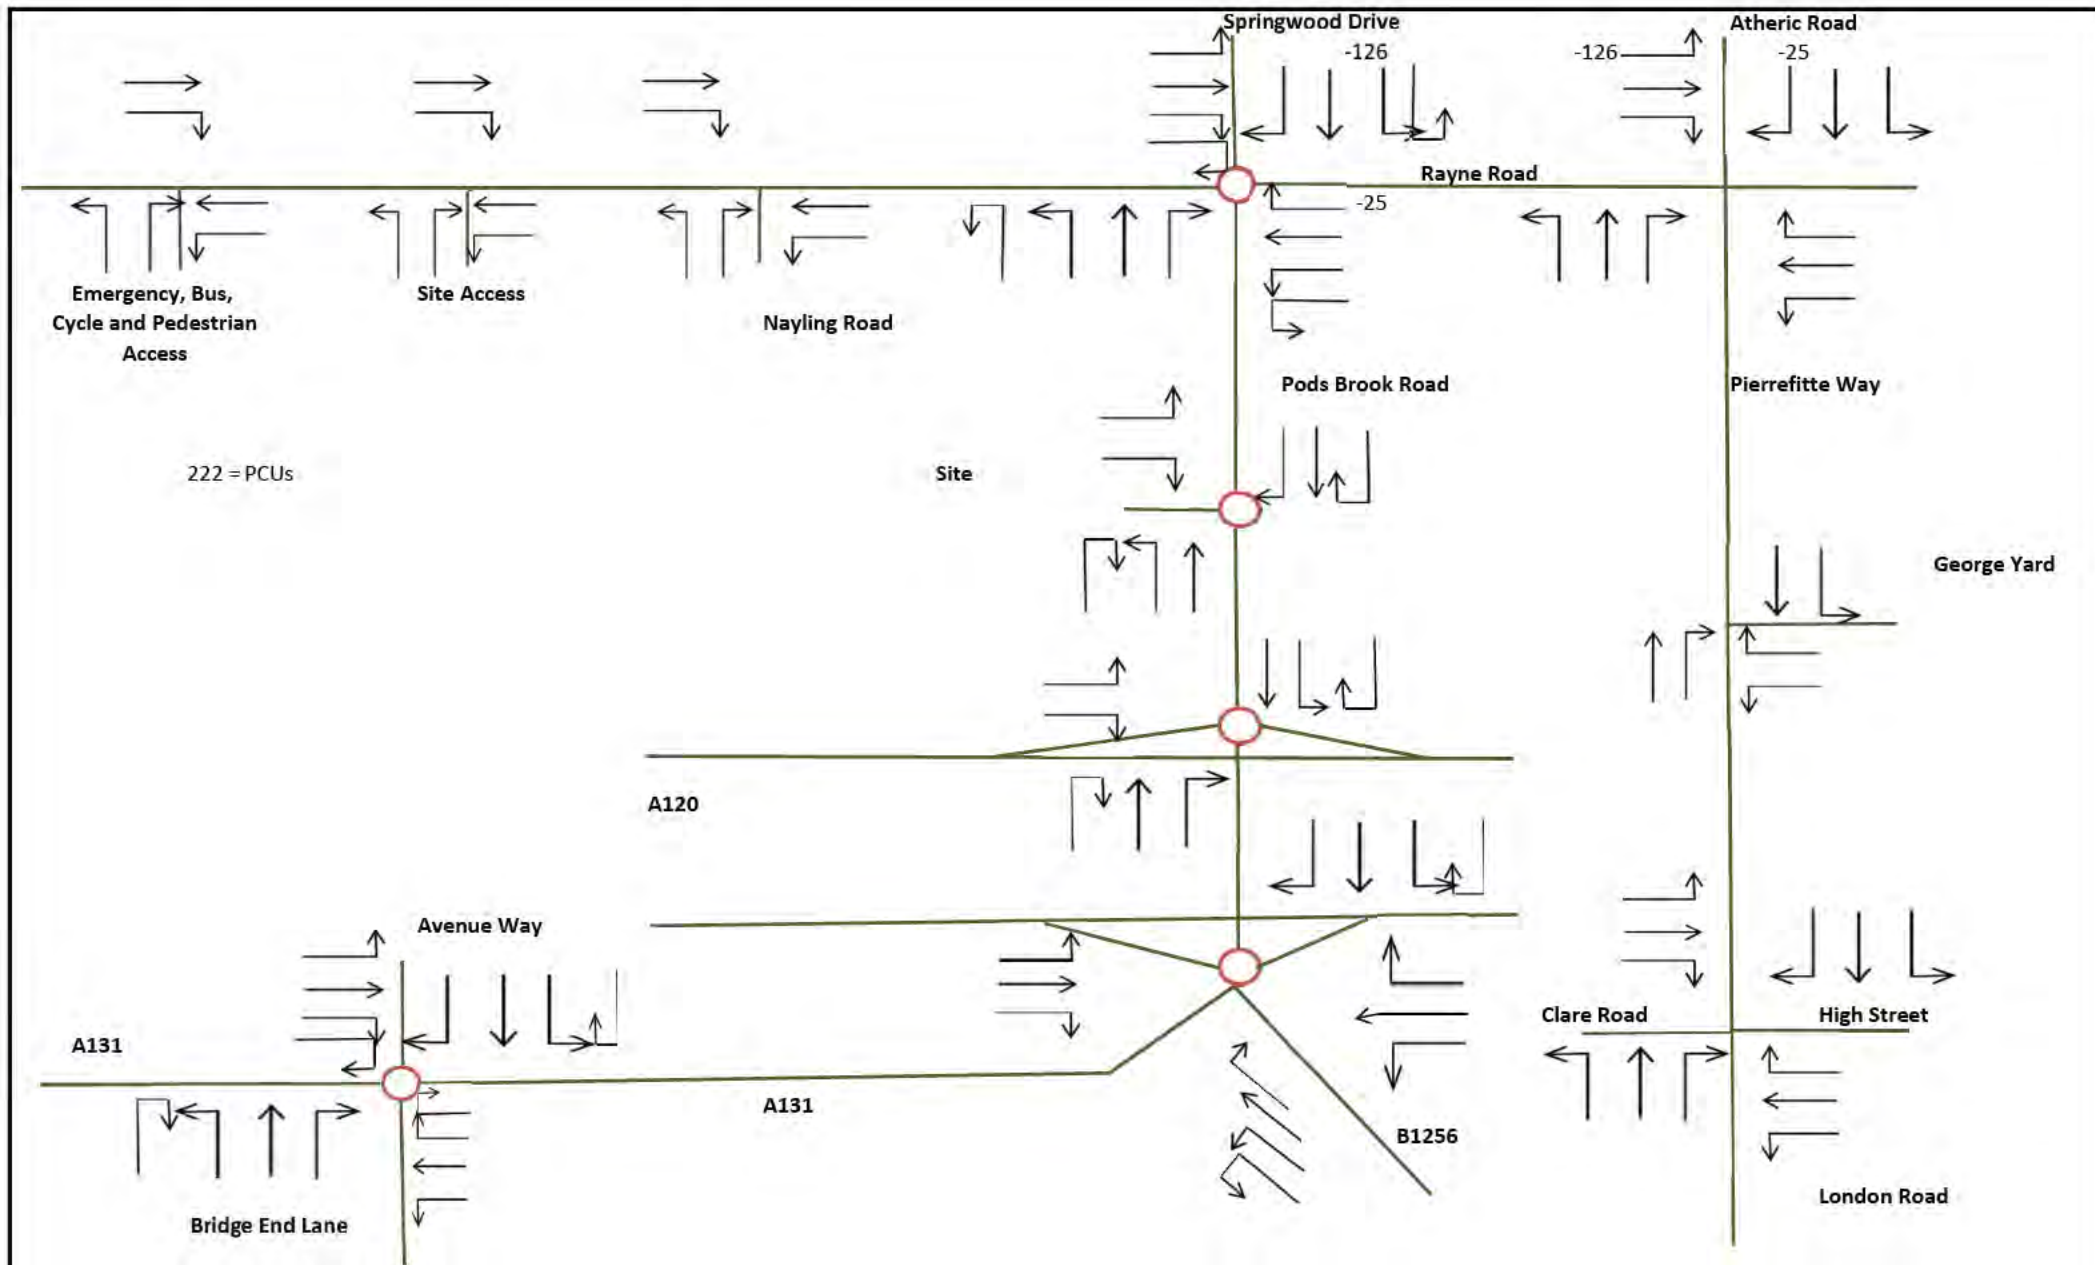 Springwood Drive
Atheric Road
-126
-126
-25
Rayne Road
-25
Emergency, Bus,
Cycle and Pedestrian
Access
Site Access
Nayling Road
Pods Brook Road
Pierrefitte Way
222 = PCUs
Site
George Yard
A120
Avenue Way
Clare Road
High Street
A131
A131
B1256
London Road
Bridge End Lane